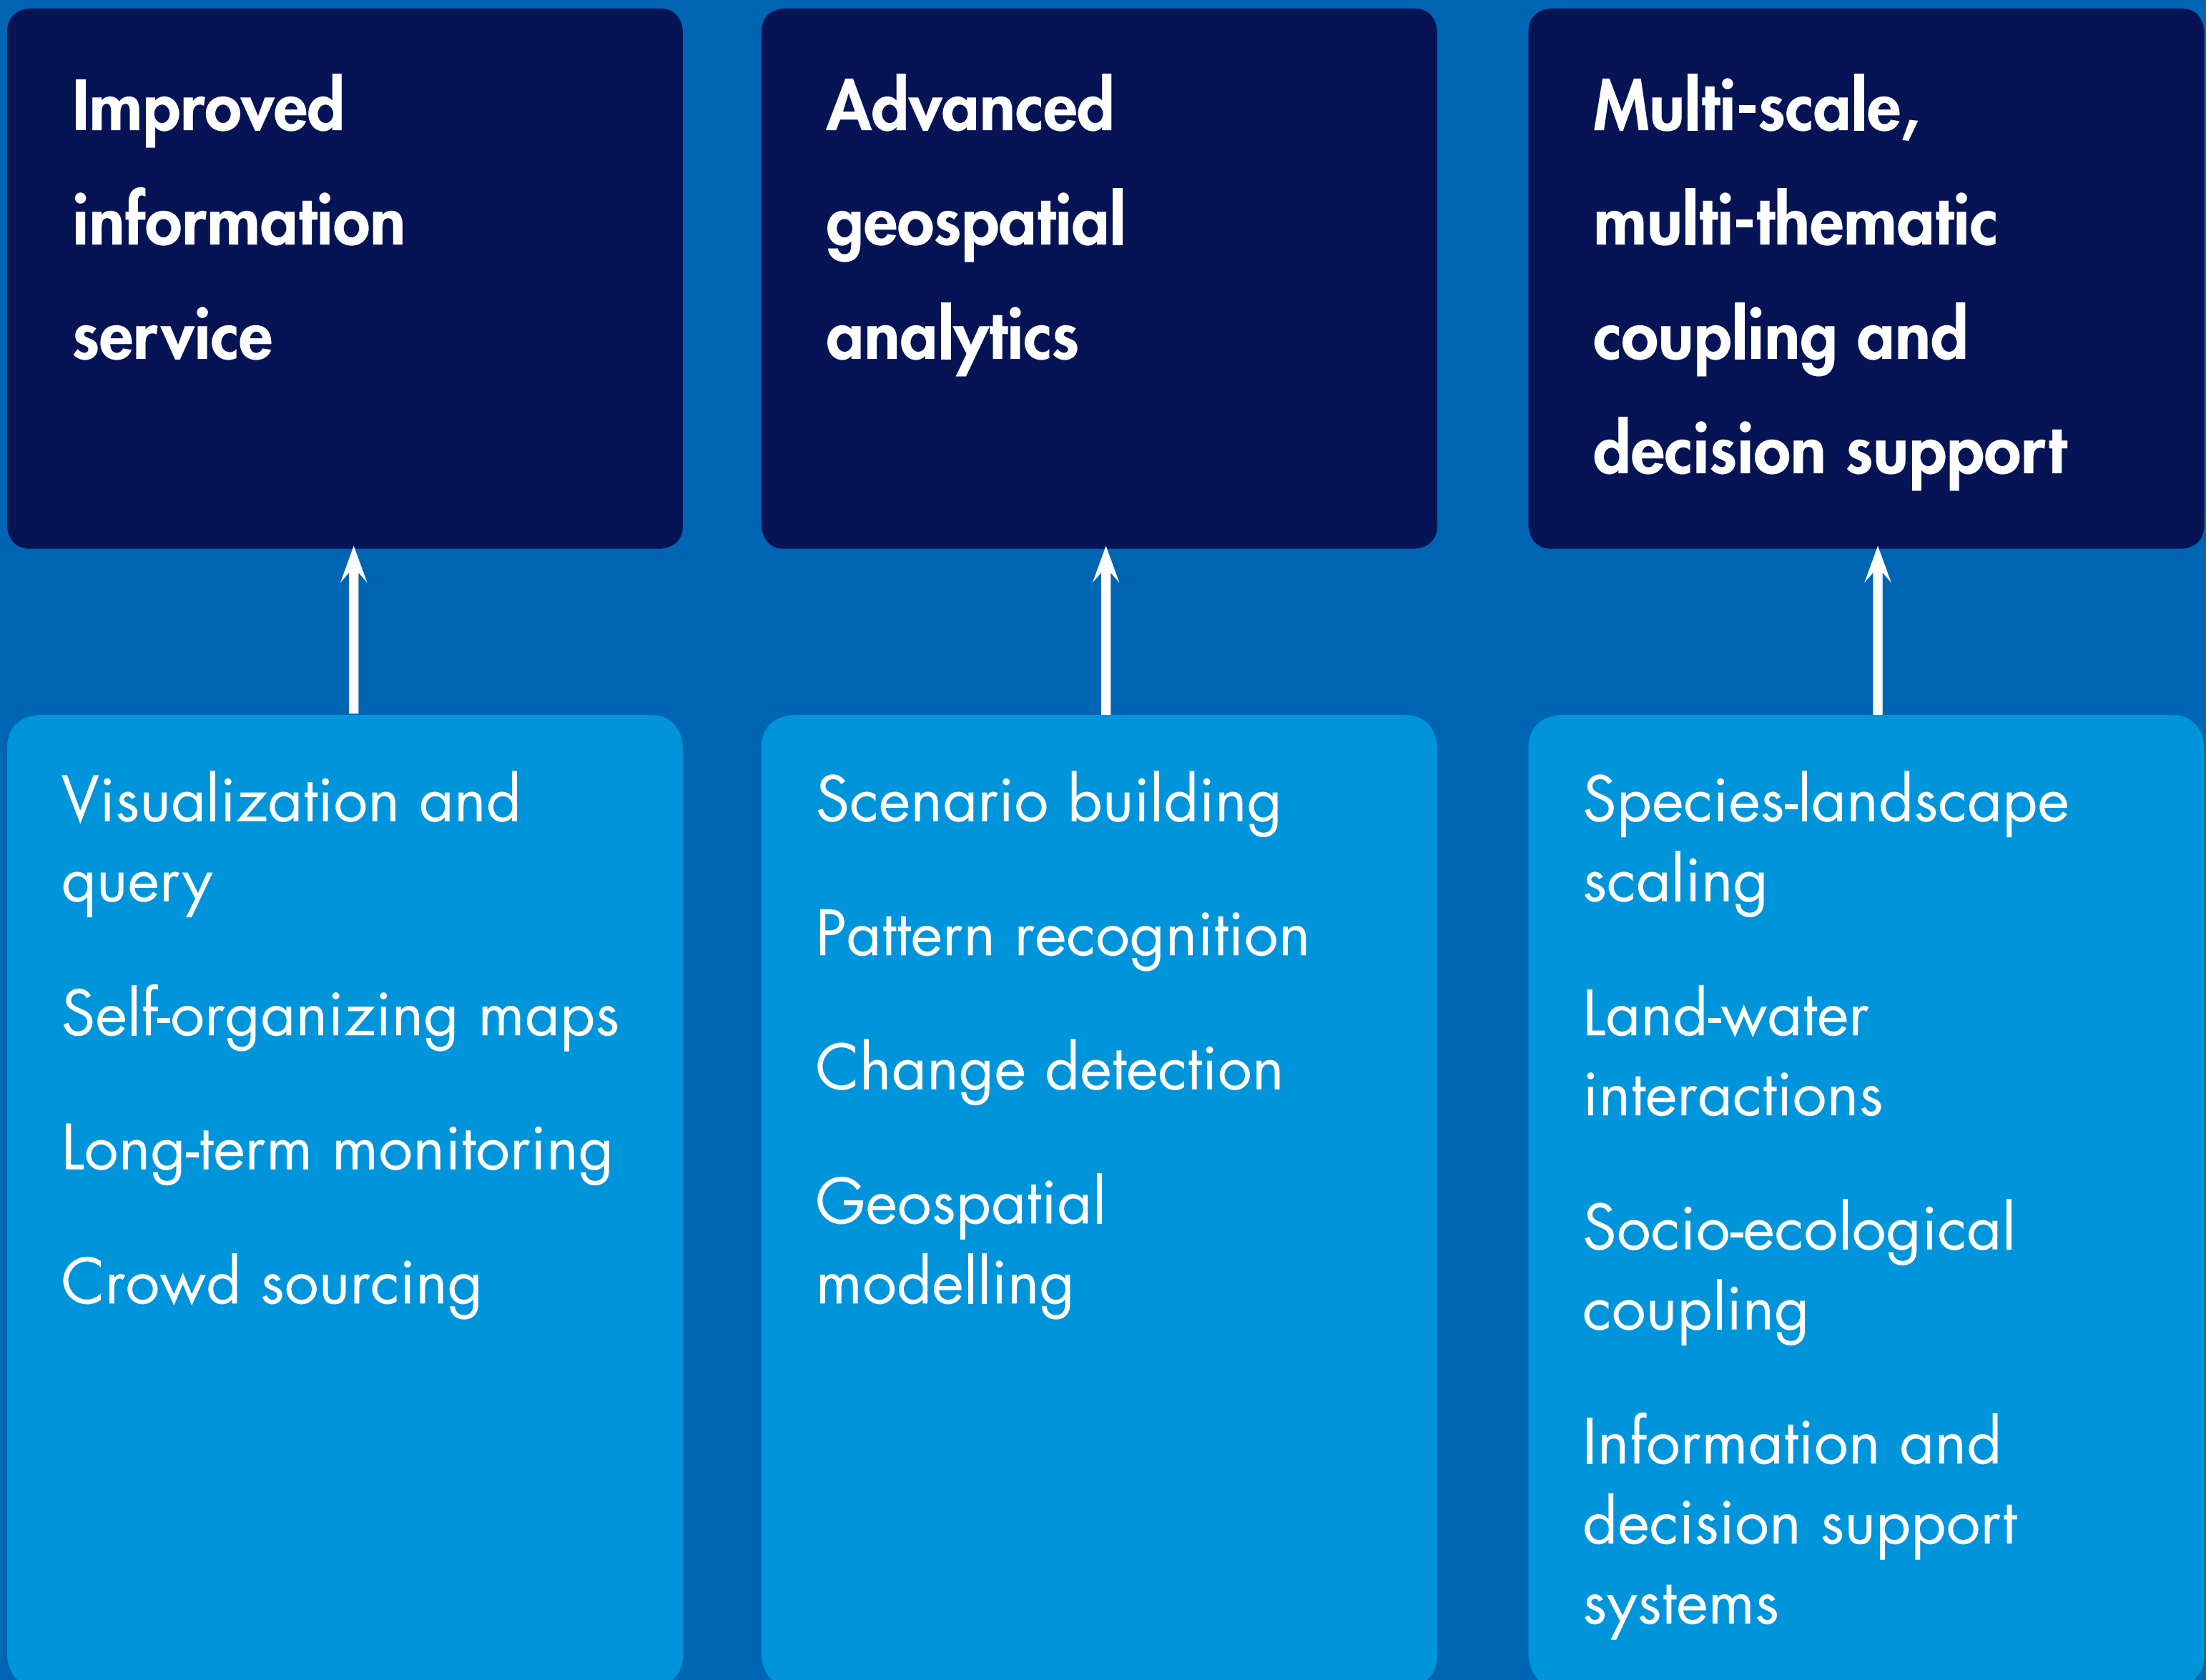 Improved
information
service
Advanced
geospatial
analytics
Multi-scale,
multi-thematic
coupling and
decision support
Visualization and
query
Self-organizing maps
Long-term monitoring
Crowd sourcing
Scenario building
Pattern recognition
Change detection
Geospatial
modelling
Species-landscape
scaling
Land-water
interactions
Socio-ecological
coupling
Information and
decision support
systems